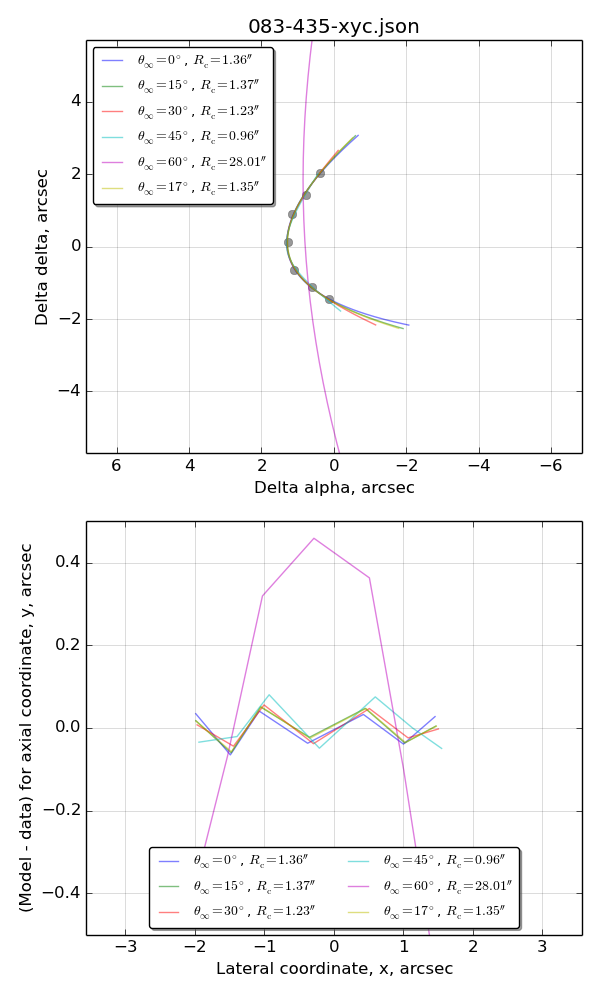 083-435-xyc.json
θ∞=0°, Rc=1.36″
θ∞=15°, Rc=1.37″
θ∞=30°, Rc=1.23″
θ∞=45°, Rc=0.96″
θ∞=60°, Rc=28.01″
θ∞=17°, Rc=1.35″
4
2
0
−2
−4
Delta delta, arcsec
6 4 2 0 −2 −4 −6
Delta alpha, arcsec
0.4
0.2
0.0
−0.2
−0.4
(Model - data) for axial coordinate, y, arcsec
θ∞=0°, Rc=1.36″ θ∞=45°, Rc=0.96″
θ∞=15°, Rc=1.37″ θ∞=60°, Rc=28.01″
θ∞=30°, Rc=1.23″ θ∞=17°, Rc=1.35″
−3 −2 −1 0 1 2 3
Lateral coordinate, x, arcsec